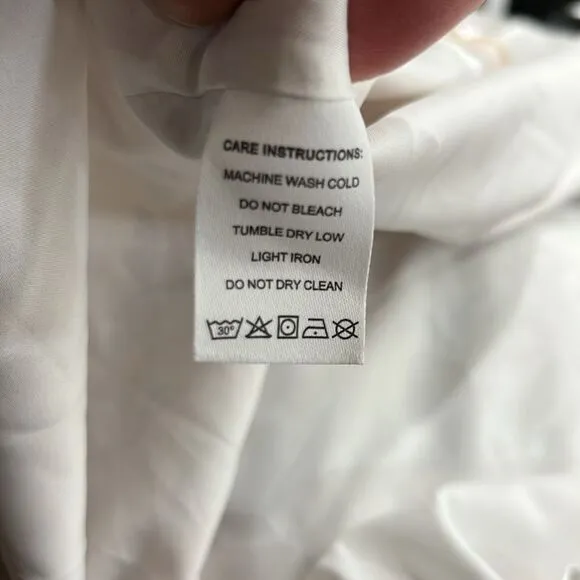 CARE INSTRUCTIONS:
MACHINE WASH COLD
DO NOT BLEACH
TUMBLE DRY LOW
LIGHT IRON
DO NOT DRY CLEAN
30°